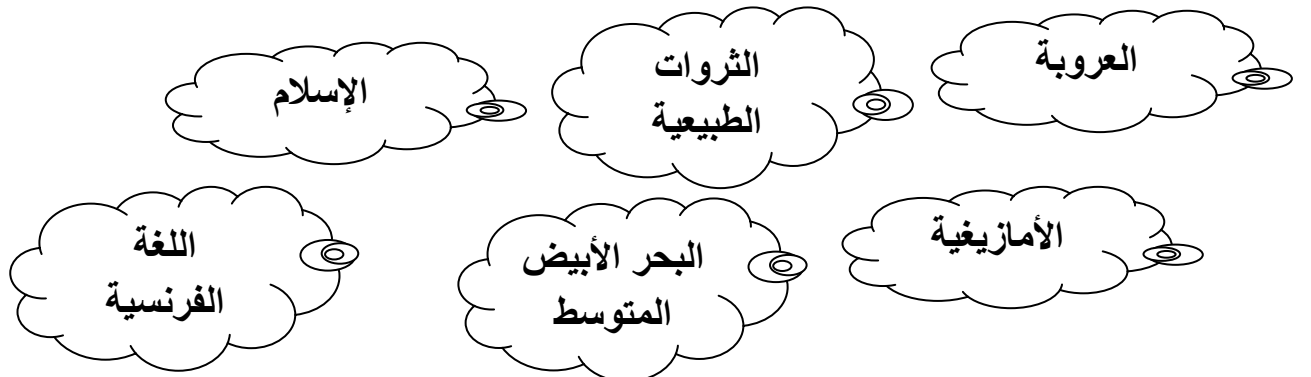 العروبة
الثروات
الطبيعية
الإسلام
الأمازيغية
البحر الأبيض
المتوسط
اللغة
الفرنسية